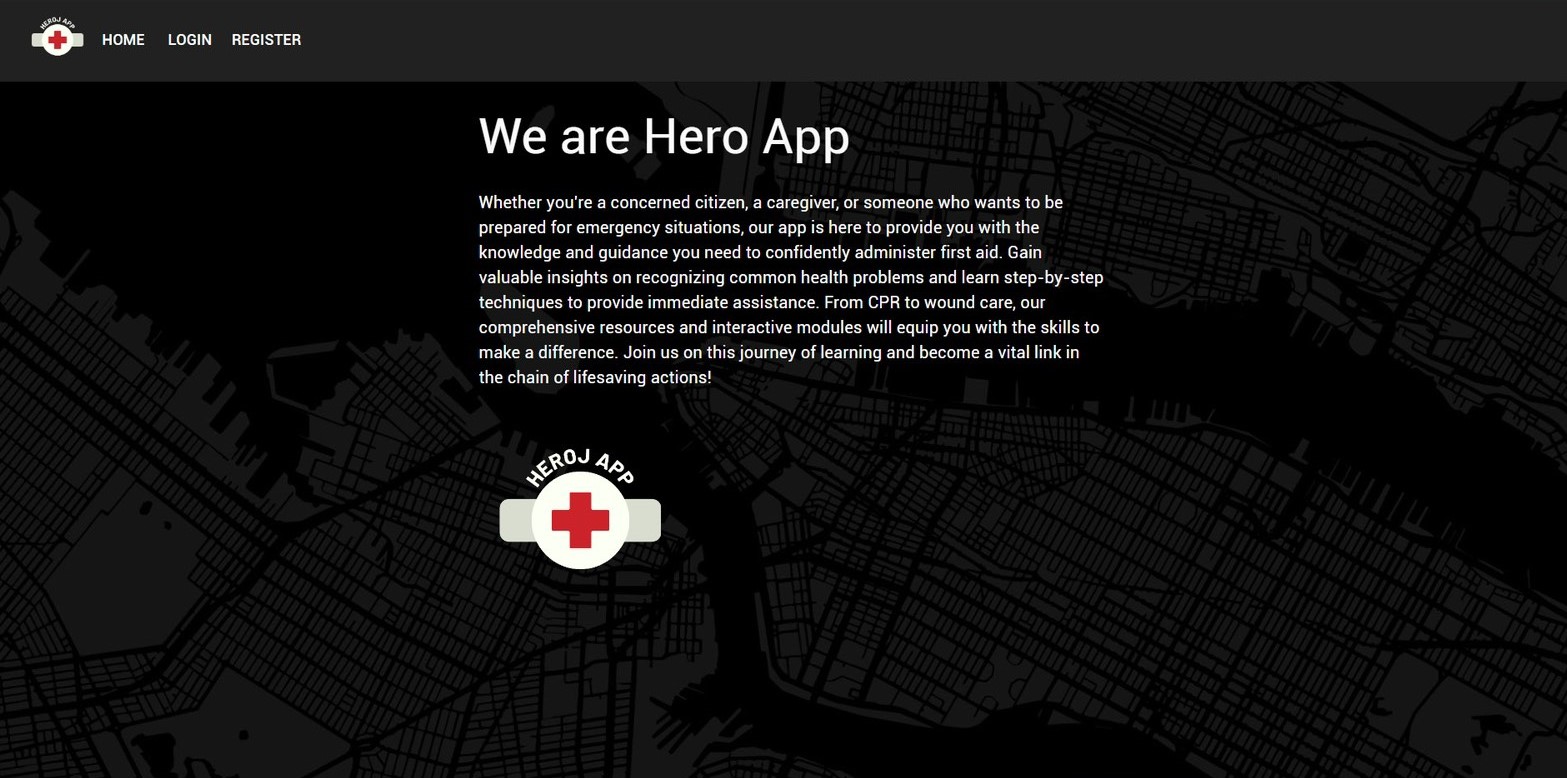 HEROJ APP
HOME LOGIN REGISTER
We are Hero App
Whether you're a concerned citizen, a caregiver, or someone who wants to be
prepared for emergency situations, our app is here to provide you with the
knowledge and guidance you need to confidently administer first aid. Gain
valuable insights on recognizing common health problems and learn step-by-step
techniques to provide immediate assistance. From CPR to wound care, our
comprehensive resources and interactive modules will equip you with the skills to
make a difference. Join us on this journey of learning and become a vital link in
the chain of lifesaving actions!
HEROJ APP